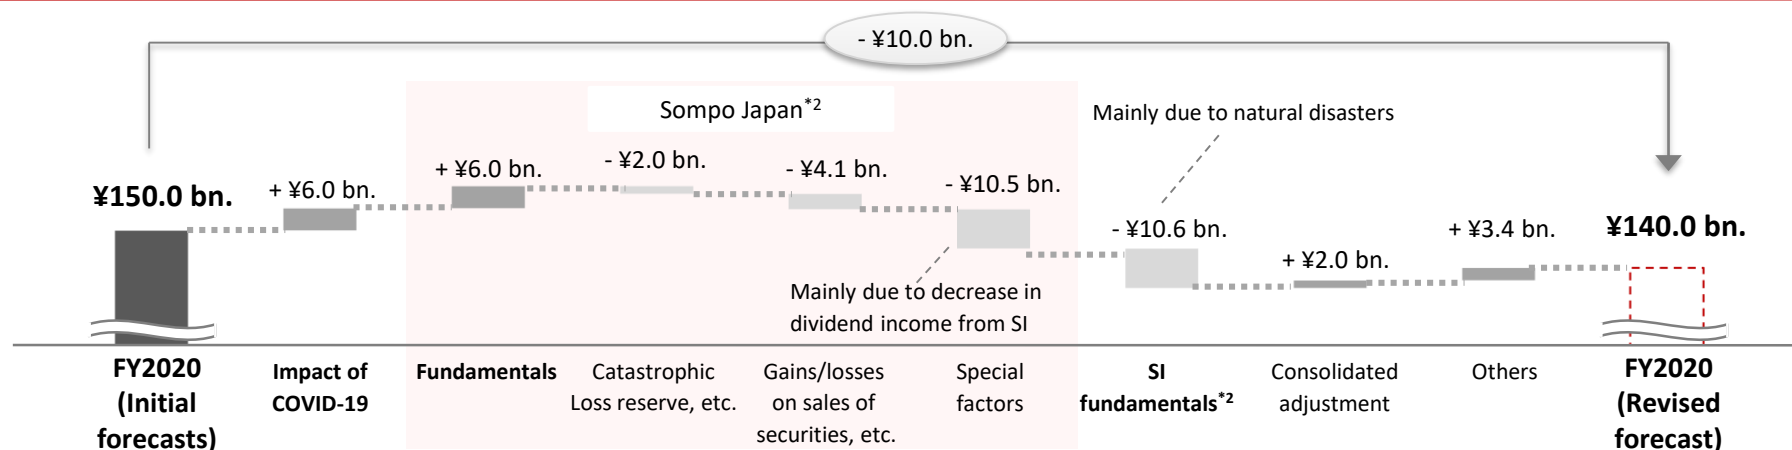 - ¥10.0 bn.
Sompo Japan*2
Mainly due to natural disasters
¥150.0 bn.
+ ¥6.0 bn.
+ ¥6.0 bn.
- ¥2.0 bn.
- ¥4.1 bn.
- ¥10.5 bn.
- ¥10.6 bn.
+ ¥2.0 bn.
+ ¥3.4 bn.
¥140.0 bn.
Mainly due to decrease in
dividend income from SI
FY2020
(Initial
forecasts)
Impact of
COVID-19
Fundamentals
Catastrophic
Loss reserve, etc.
Gains/losses
on sales of
securities, etc.
Special
factors
SI
fundamentals*2
Consolidated
adjustment
Others
FY2020
(Revised
forecast)